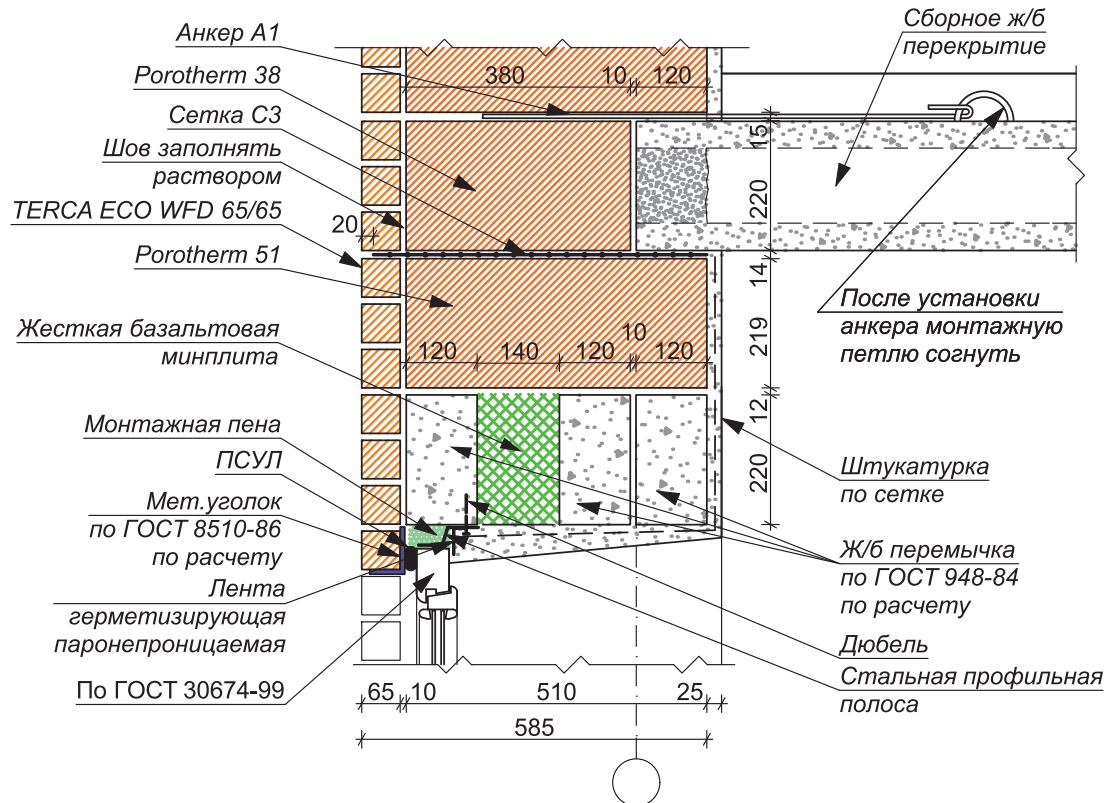 Анкер А1
Porotherm 38
Сетка С3
Шов заполнять
раствором
TERCA ECO WFD 65/65
20
Porotherm 51
Жесткая базальтовая
минплита
Монтажная пена
ПСУЛ
Мет.уголок
по ГОСТ 8510-86
по расчету
Лента
герметизирующая
паронепроницаемая
По ГОСТ 30674-99
380
10
120
120
140
120
10
120
65
10
510
25
585
15
220
14
219
12
220
Сборное ж/б
перекрытие
После установки
анкера монтажную
петлю согнуть
Штукатурка
по сетке
Ж/б перемычка
по ГОСТ 948-84
по расчету
Дюбель
Стальная профильная
полоса